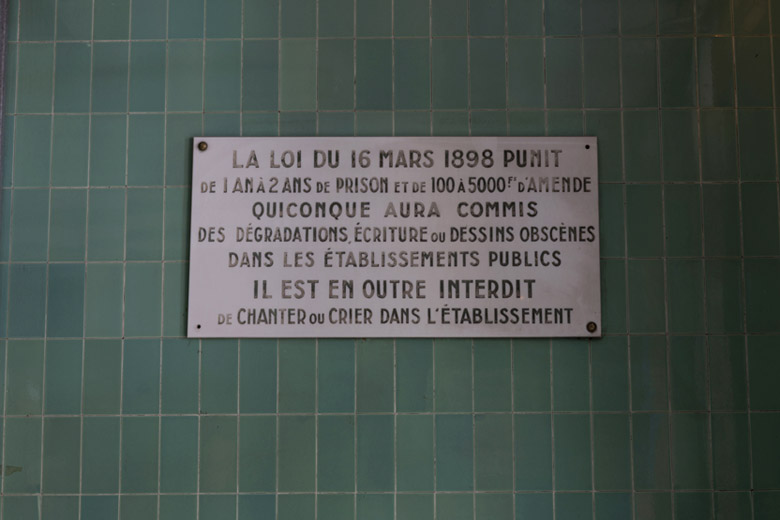 LA LOI DU 16 MARS 1898 PUNIT
DE 1 AN À 2 ANS DE PRISON ET DE 100 À 5000 Frs D'AMENDE
QUICONQUE AURA COMMIS
DES DÉGRADATIONS, ÉCRITURE OU DESSINS OBSCÈNES
DANS LES ÉTABLISSEMENTS PUBLICS
IL EST EN OUTRE INTERDIT
DE CHANTER OU CRIER DANS L'ÉTABLISSEMENT